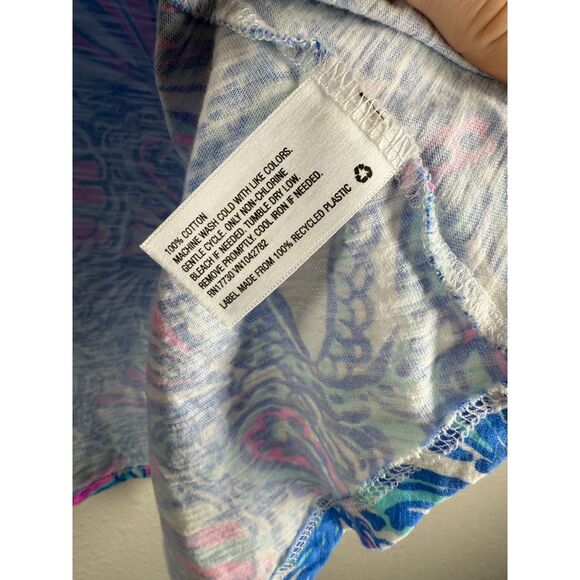 100% COTTON
MACHINE WASH COLD WITH LIKE COLORS.
GENTLE CYCLE. ONLY NON-CHLORINE
BLEACH IF NEEDED. TUMBLE DRY LOW.
REMOVE PROMPTLY. COOL IRON IF NEEDED.
RN17730 VN1042782
LABEL MADE FROM 100% RECYCLED PLASTIC